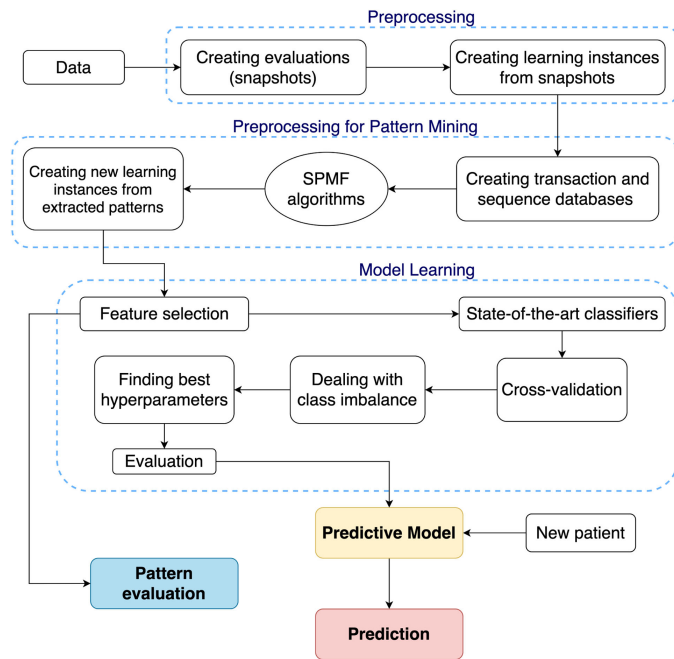 Preprocessing
Data
Creating evaluations
(snapshots)
Creating learning instances
from snapshots
Preprocessing for Pattern Mining
Creating new learning
instances from
extracted patterns
SPMF
algorithms
Creating transaction and
sequence databases
Model Learning
Feature selection
State-of-the-art classifiers
Finding best
hyperparameters
Dealing with
class imbalance
Cross-validation
Evaluation
Predictive Model
New patient
Pattern
evaluation
Prediction